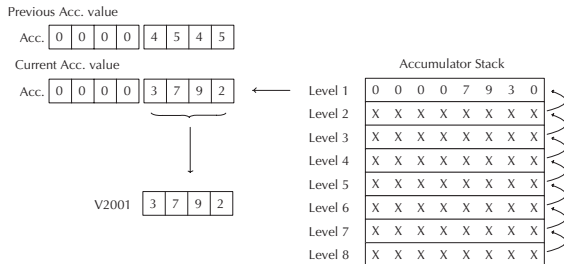 Previous Acc. value
Acc. 0 0 0 0 4 5 4 5
Current Acc. value
Acc. 0 0 0 0 3 7 9 2
V2001 3 7 9 2
Accumulator Stack
Level 1 0 0 0 0 7 9 3 0
Level 2 X X X X X X X X
Level 3 X X X X X X X X
Level 4 X X X X X X X X
Level 5 X X X X X X X X
Level 6 X X X X X X X X
Level 7 X X X X X X X X
Level 8 X X X X X X X X